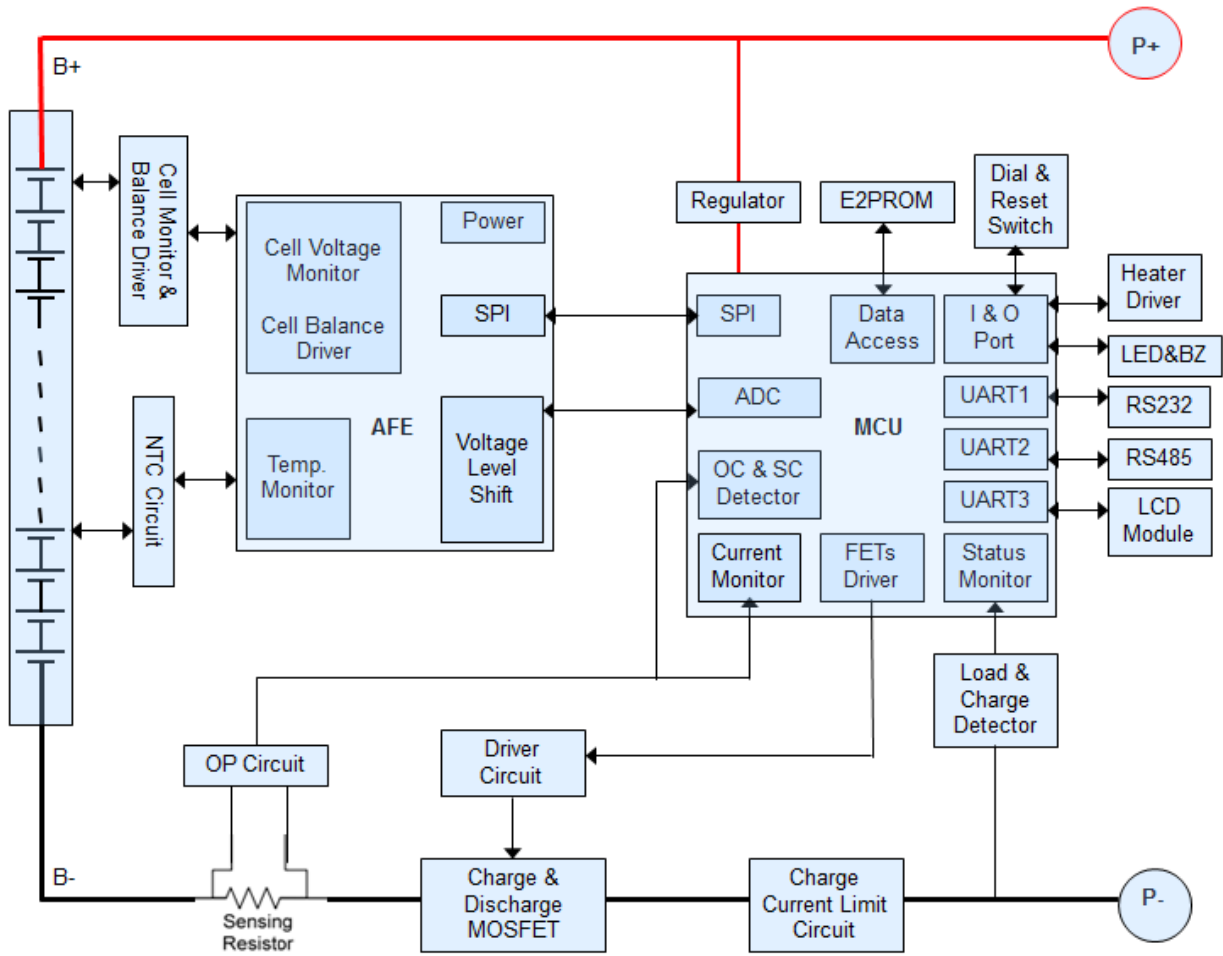 P+
B+
Cell Monitor &
Balance Driver
Regulator
E2PROM
Dial &
Reset
Switch
Cell Voltage
Monitor
Cell Balance
Driver
Power
SPI
AFE
Voltage
Level
Shift
Temp.
Monitor
NTC Circuit
SPI
Data
Access
I & O
Port
Heater
Driver
LED&BZ
ADC
MCU
UART1
RS232
OC & SC
Detector
UART2
RS485
UART3
LCD
Module
Current
Monitor
FETs
Driver
Status
Monitor
Load &
Charge
Detector
OP Circuit
Driver
Circuit
B-
Sensing
Resistor
Charge &
Discharge
MOSFET
Charge
Current Limit
Circuit
P-